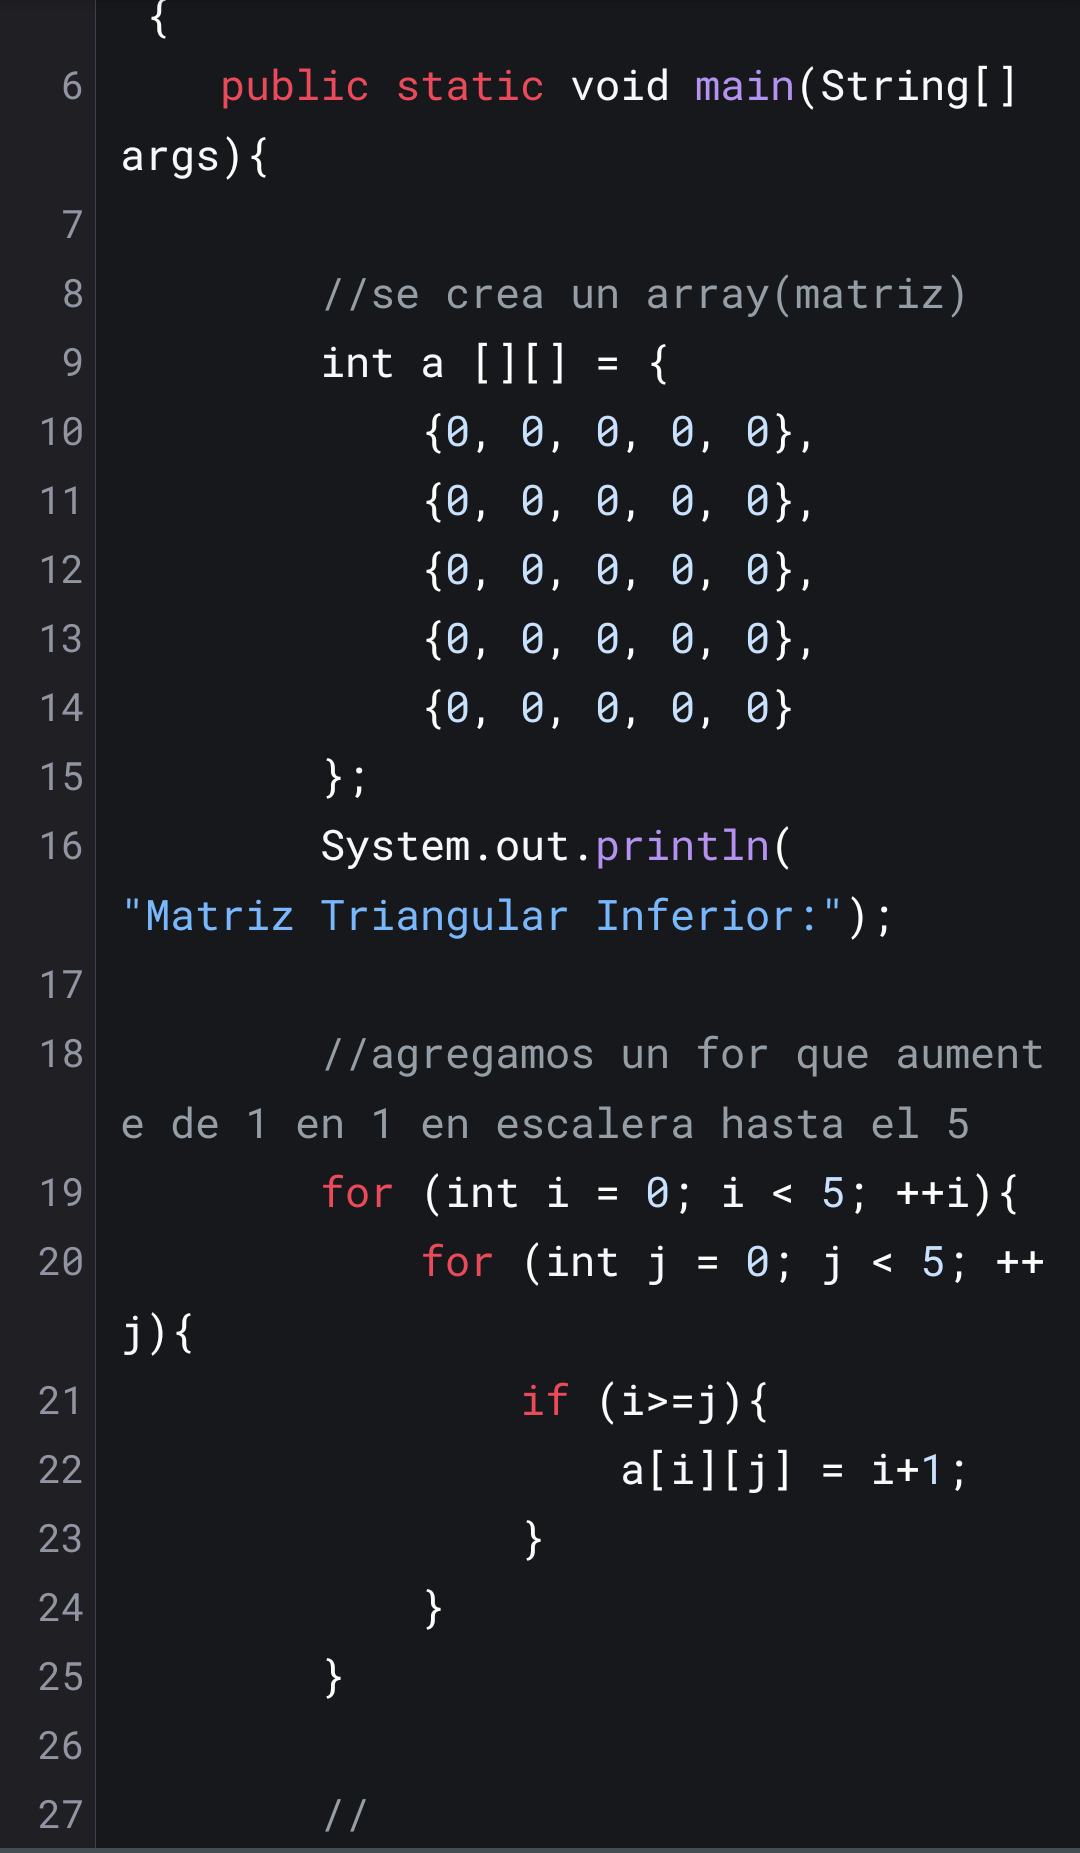 {
6 public static void main(String[]
args){
7
8 //se crea un array(matriz)
9 int a [][] = {
10 {0, 0, 0, 0, 0},
11 {0, 0, 0, 0, 0},
12 {0, 0, 0, 0, 0},
13 {0, 0, 0, 0, 0},
14 {0, 0, 0, 0, 0}
15 };
16 System.out.println(
"Matriz Triangular Inferior:");
17
18 //agregamos un for que aument
e de 1 en 1 en escalera hasta el 5
19 for (int i = 0; i < 5; ++i){
20 for (int j = 0; j < 5; ++
j){
21 if (i>=j){
22 a[i][j] = i+1;
23 }
24 }
25 }
26
27 //